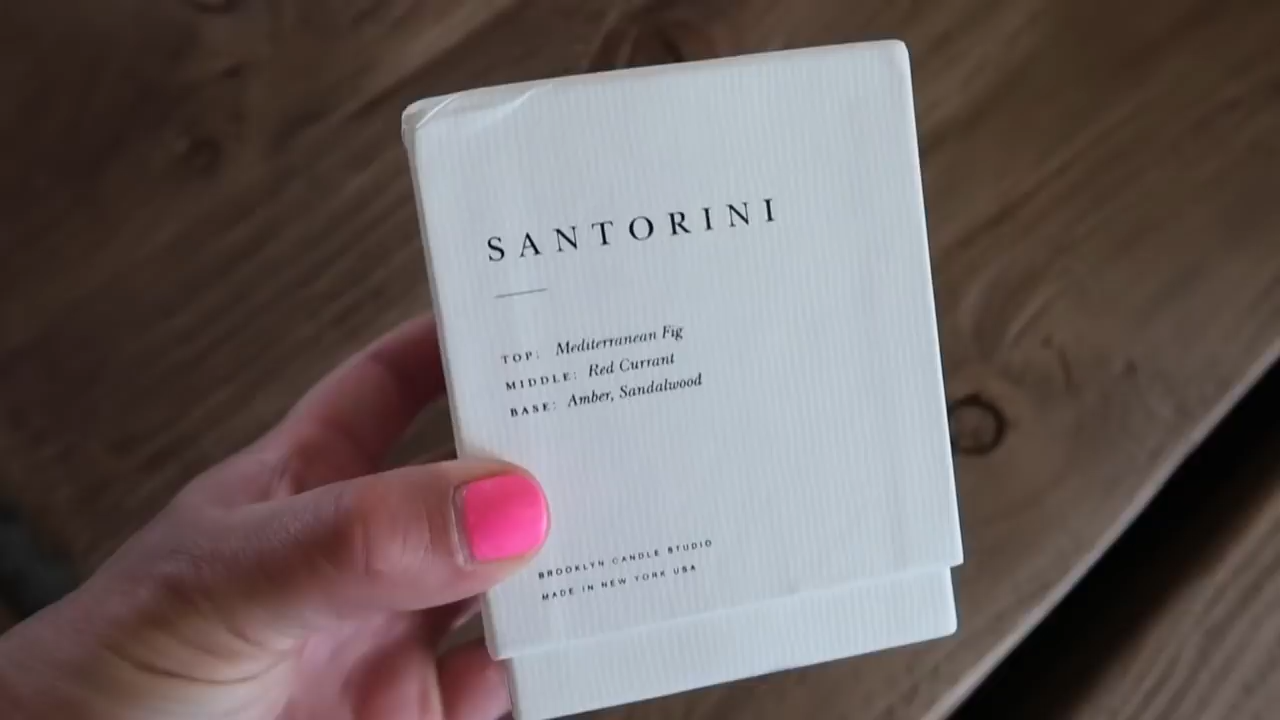 SANTORINI
TOP: Mediterranean Fig
MIDDLE: Red Currant
BASE: Amber, Sandalwood
BROOKLYN CANDLE STUDIO
MADE IN NEW YORK USA